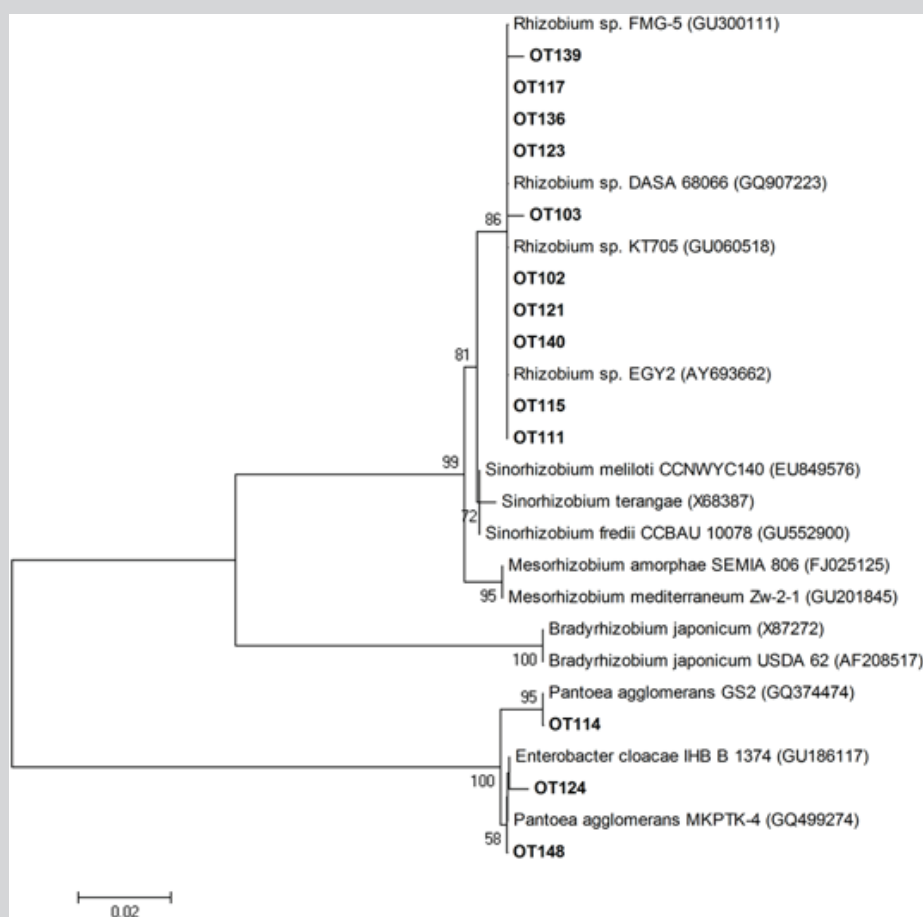 Rhizobium sp. FMG-5 (GU300111)
OT139
OT117
OT136
OT123
Rhizobium sp. DASA 68066 (GQ907223)
OT103
86
Rhizobium sp. KT705 (GU060518)
OT102
OT121
OT140
81
Rhizobium sp. EGY2 (AY693662)
OT115
OT111
99
Sinorhizobium meliloti CCNWYC140 (EU849576)
Sinorhizobium terangae (X68387)
72
Sinorhizobium fredii CCBAU 10078 (GU552900)
Mesorhizobium amorphae SEMIA 806 (FJ025125)
95
Mesorhizobium mediterraneum Zw-2-1 (GU201845)
Bradyrhizobium japonicum (X87272)
100
Bradyrhizobium japonicum USDA 62 (AF208517)
95
Pantoea agglomerans GS2 (GQ374474)
OT114
Enterobacter cloacae IHB B 1374 (GU186117)
100
OT124
Pantoea agglomerans MKPTK-4 (GQ499274)
58
OT148
0.02